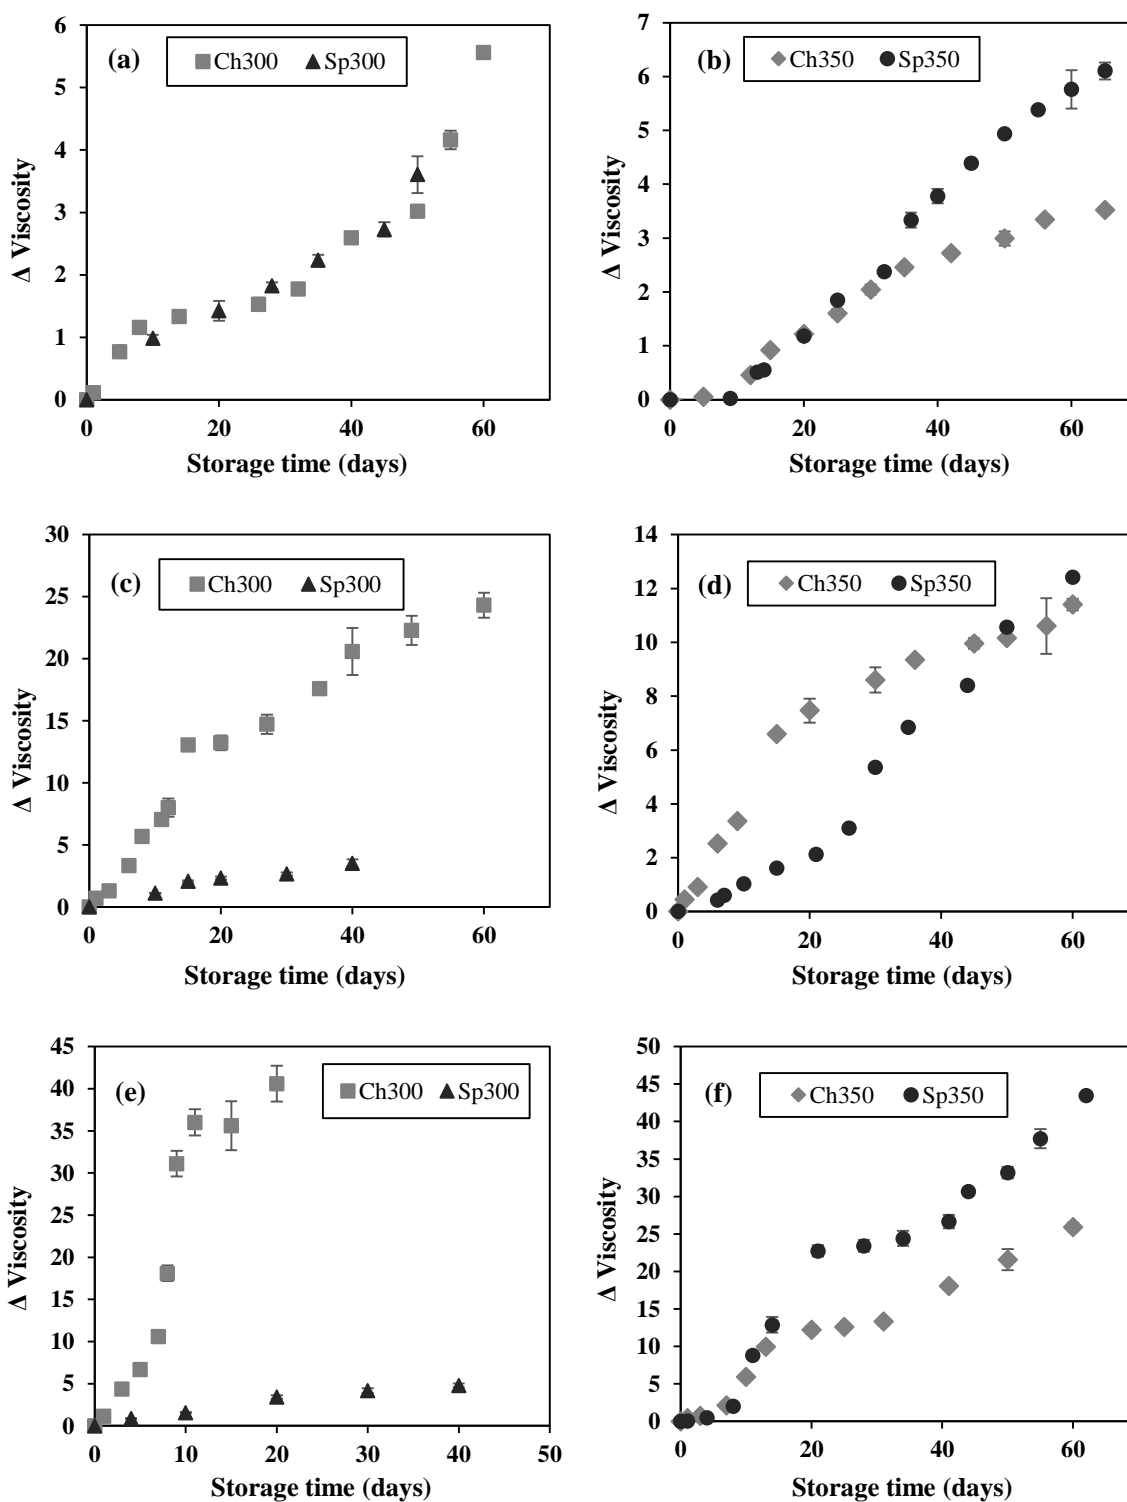 (a)
Ch300 Sp300
6
5
4
3
2
1
0
Δ Viscosity
0 20 40 60
Storage time (days)
(b)
Ch350 Sp350
7
6
5
4
3
2
1
0
Δ Viscosity
0 20 40 60
Storage time (days)
(c)
Ch300 Sp300
30
25
20
15
10
5
0
Δ Viscosity
0 20 40 60
Storage time (days)
(d)
Ch350 Sp350
14
12
10
8
6
4
2
0
Δ Viscosity
0 20 40 60
Storage time (days)
(e)
Ch300 Sp300
45
40
35
30
25
20
15
10
5
0
Δ Viscosity
0 10 20 30 40 50
Storage time (days)
(f)
Ch350 Sp350
50
45
40
35
30
25
20
15
10
5
0
Δ Viscosity
0 20 40 60
Storage time (days)